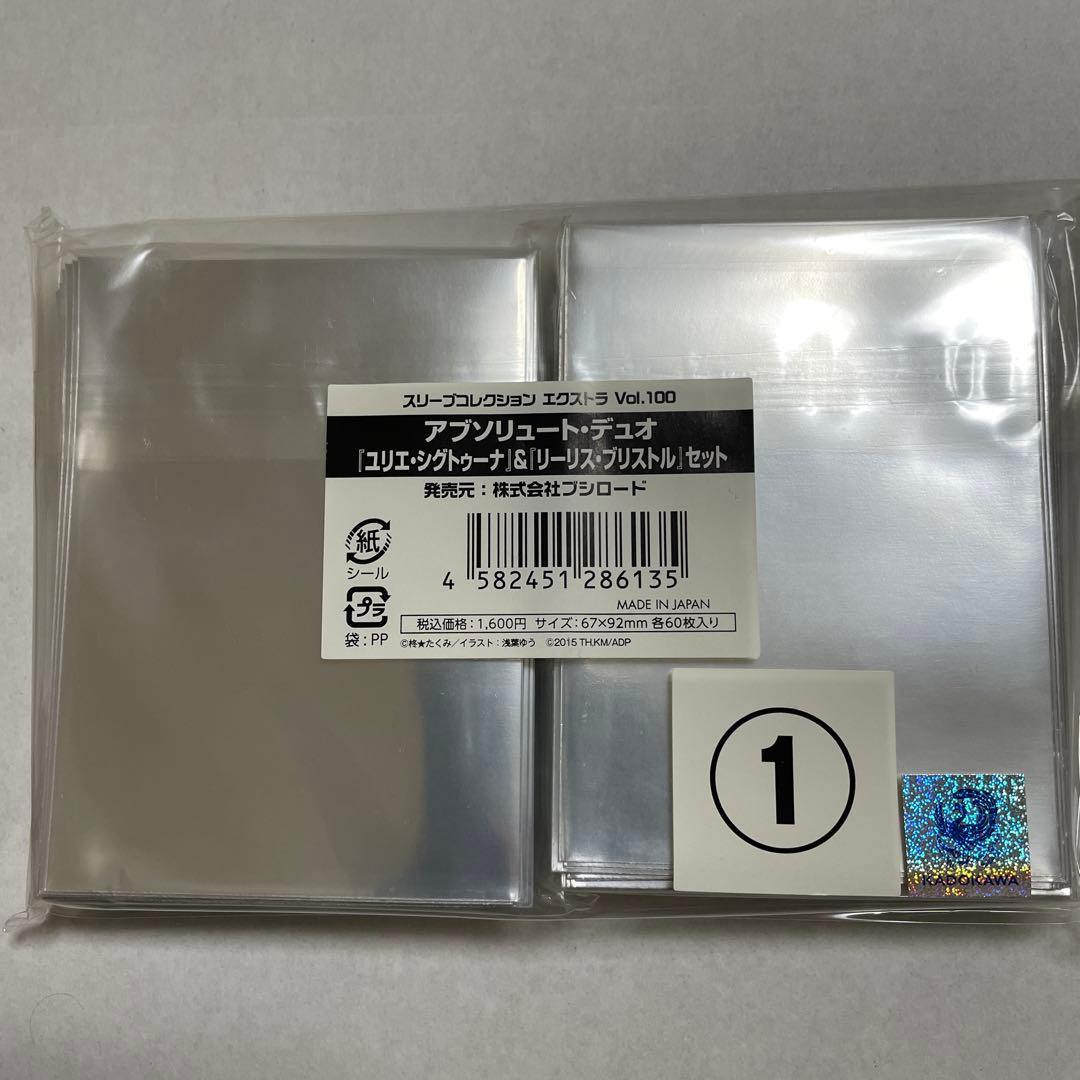 スリーブコレクション エクストラ Vol.100
アブソリュート・デュオ
『ユリエ・シグトゥーナ』&『リーリス・ブリストル』セット
発売元：株式会社ブシロード
紙
シール
プラ
袋：PP
4 582451 286135
MADE IN JAPAN
税込価格：1,600円 サイズ：67×92mm 各60枚入り
©柊★たくみ／イラスト：浅葉ゆう ©2015 TH.KM/ADP
1
KADOKAWA